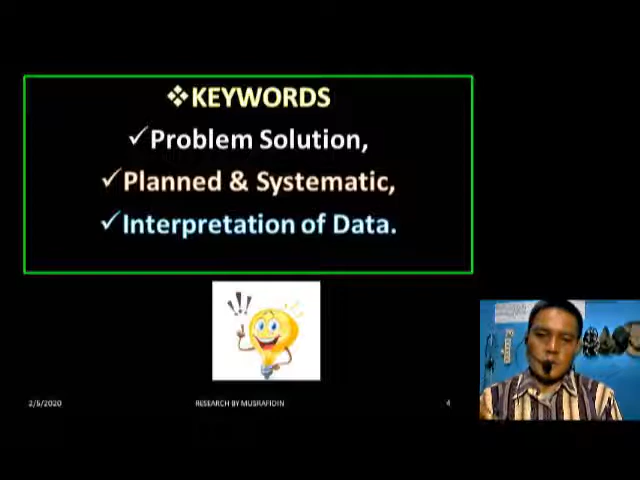 ❖KEYWORDS
✓Problem Solution,
✓Planned & Systematic,
✓Interpretation of Data.
!!!
2/5/2020
RESEARCH BY MUSRAFIDIN
4